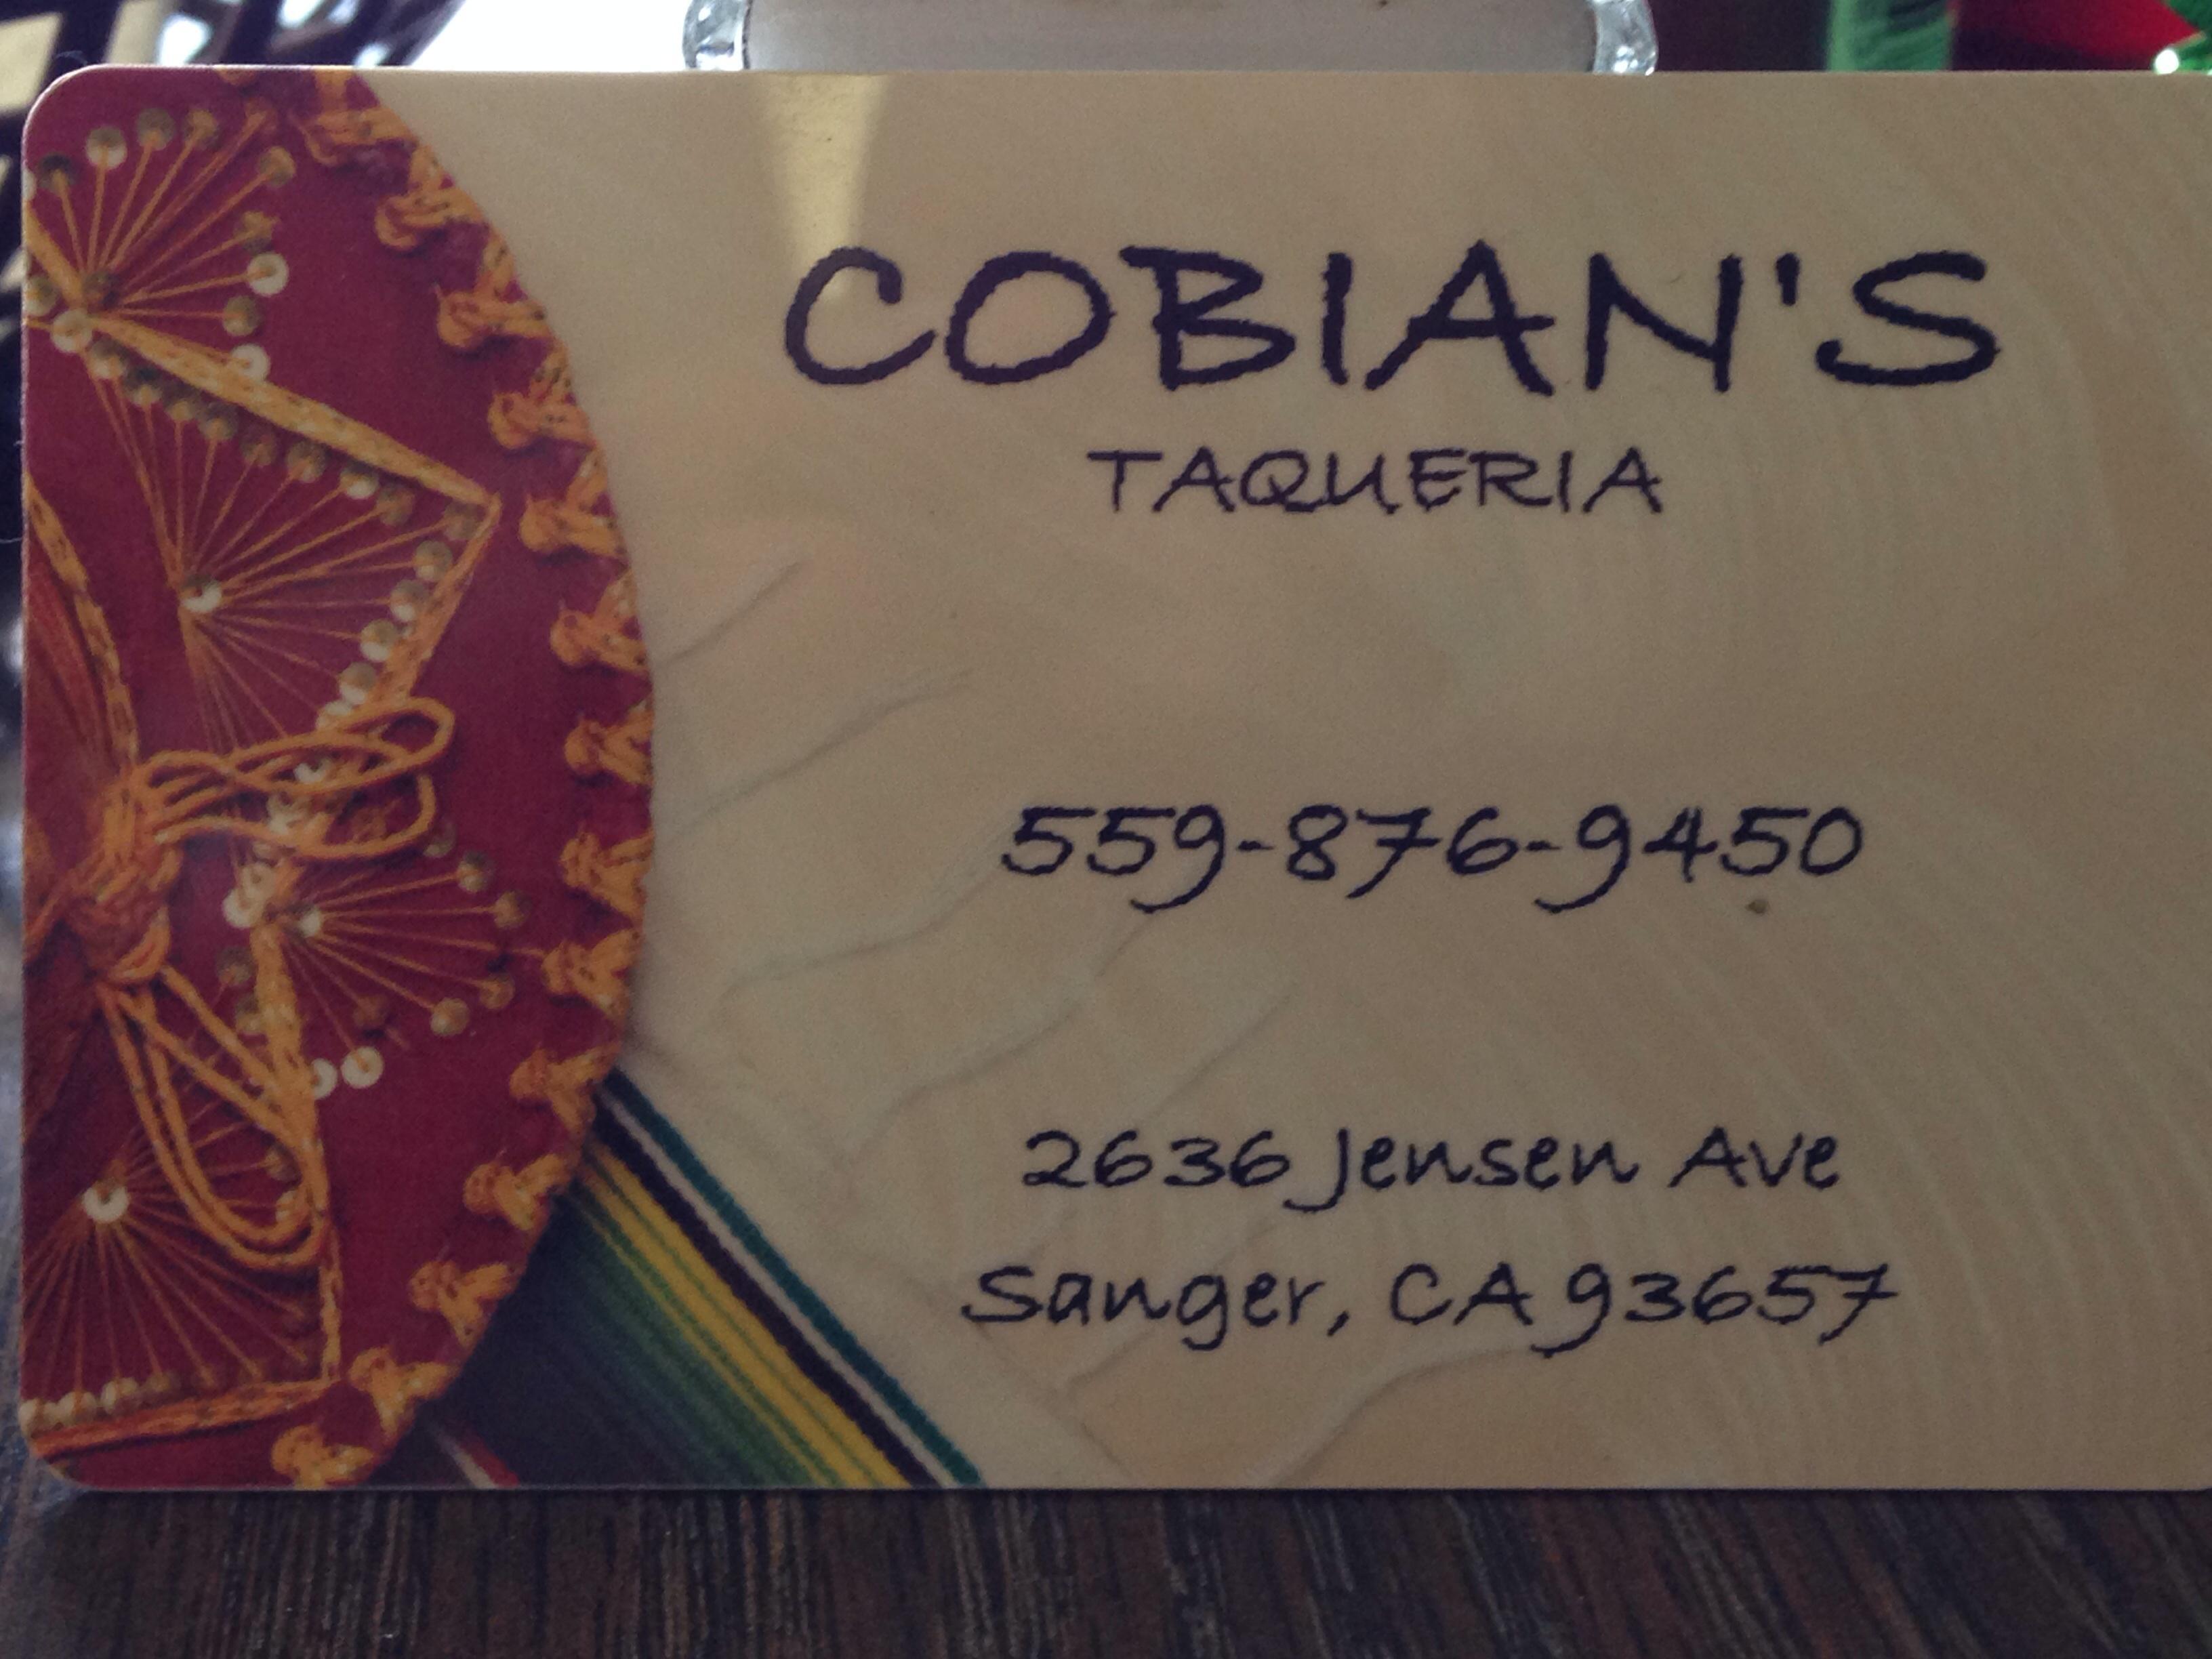 COBIAN'S
TAQUERIA
559-876-9450
2636 Jensen Ave
Sanger, CA 93657